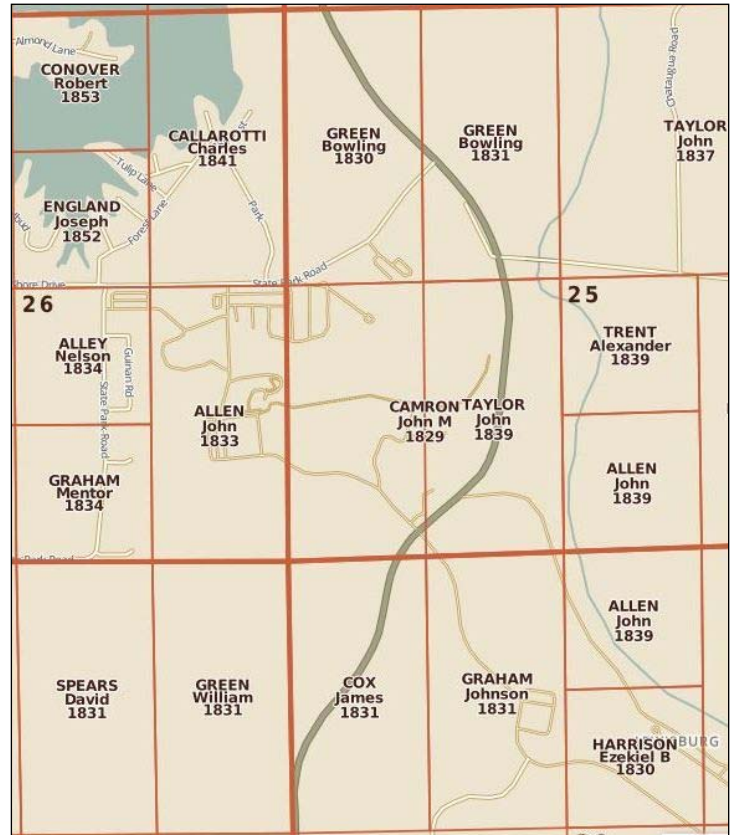 Almond Lane
CONOVER
Robert
1853
CALLAROTTI
Charles
1841
GREEN
Bowling
1830
GREEN
Bowling
1831
Chataugua Road
TAYLOR
John
1837
Tulip Lane
Forest Lane
Park
ENGLAND
Joseph
1852
State Park Road
hore Drive
26
25
ALLEY
Nelson
1834
Guinan Rd
State Park Road
TRENT
Alexander
1839
ALLEN
John
1833
CAMRON
John M
1829
TAYLOR
John
1839
GRAHAM
Mentor
1834
ALLEN
John
1839
Park Road
ALLEN
John
1839
SPEARS
David
1831
GREEN
William
1831
COX
James
1831
GRAHAM
Johnson
1831
HARRISON
Ezekiel B
1830
BURG